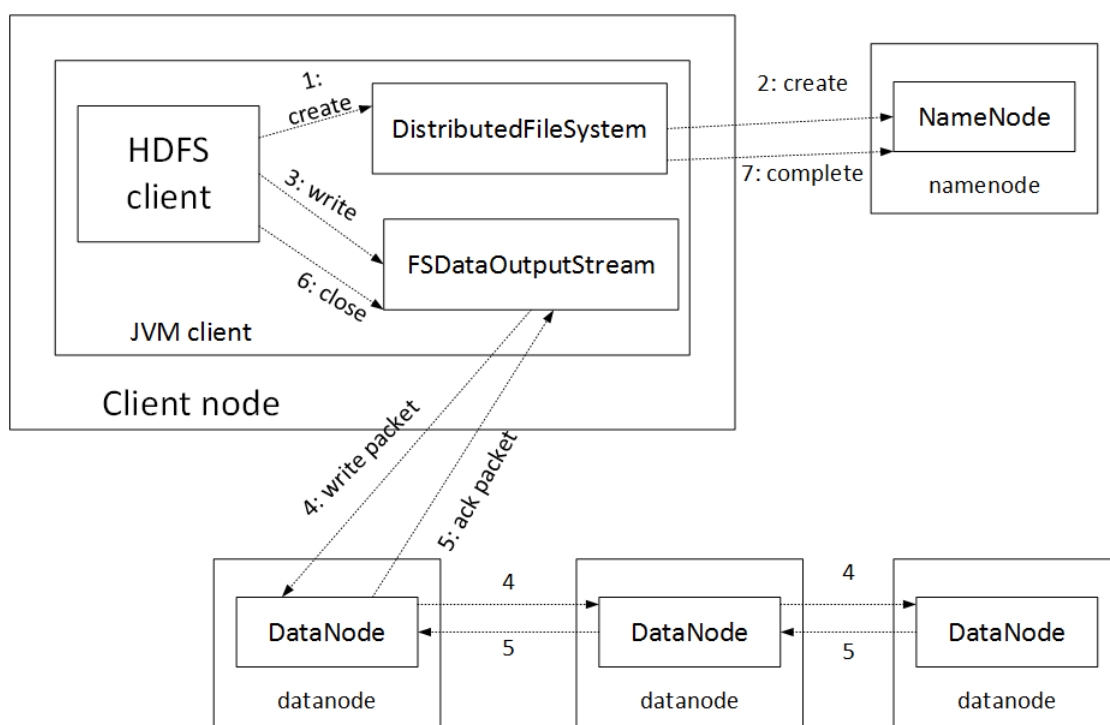 1:
create
2: create
HDFS
client
DistributedFileSystem
NameNode
7: complete
namenode
3: write
FSDataOutputStream
6: close
JVM client
Client node
4: write packet
5: ack packet
4
4
DataNode
DataNode
DataNode
5
5
datanode
datanode
datanode